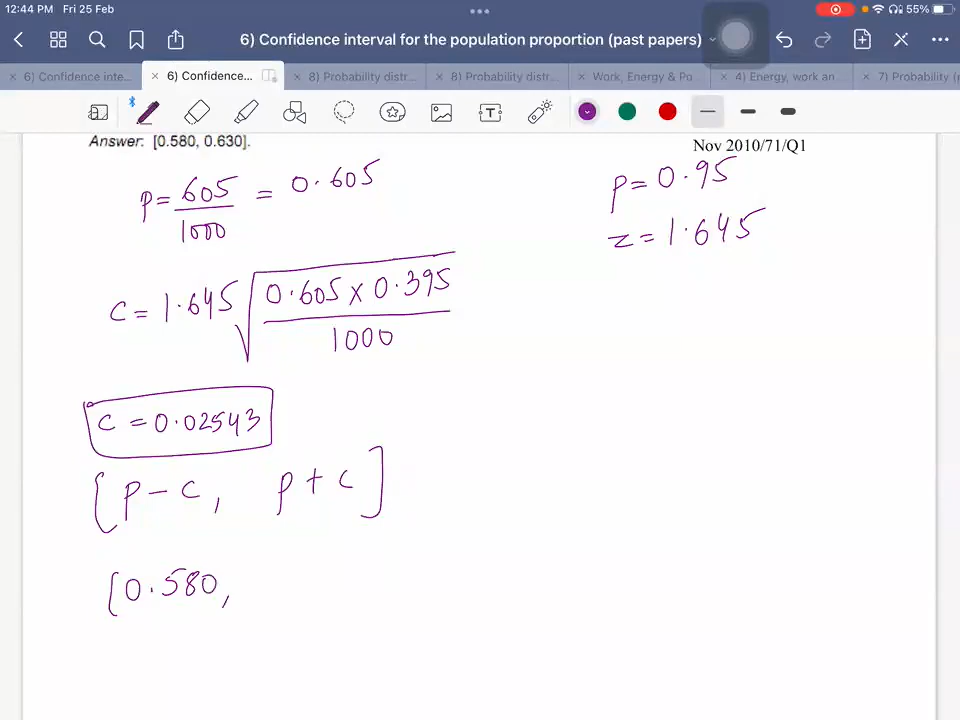 12:44 PM Fri 25 Feb
55%
6) Confidence interval for the population proportion (past papers)
6) Confidence inte...
6) Confidence...
8) Probability distr...
8) Probability distr...
Work, Energy & Po
4) Energy, work an
7) Probability (
Answer: [0.580, 0.630].
Nov 2010/71/Q1
p = 605/1000 = 0.605
p = 0.95
z = 1.645
c = 1.645 √(0.605 × 0.395 / 1000)
c = 0.02543
[p − c, p + c]
[0.580,